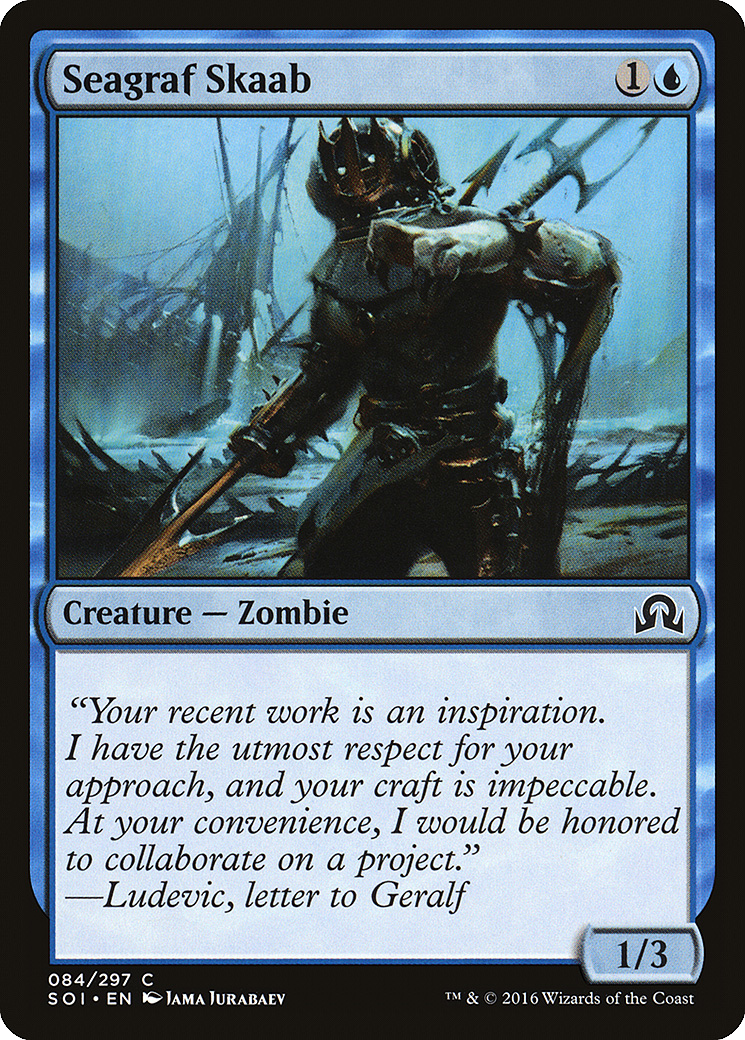 Seagraf Skaab 1
Creature — Zombie
“Your recent work is an inspiration.
I have the utmost respect for your
approach, and your craft is impeccable.
At your convenience, I would be honored
to collaborate on a project.”
—Ludevic, letter to Geralf
1/3
084/297 C
SOI • EN Jama Jurabaev
™ & © 2016 Wizards of the Coast